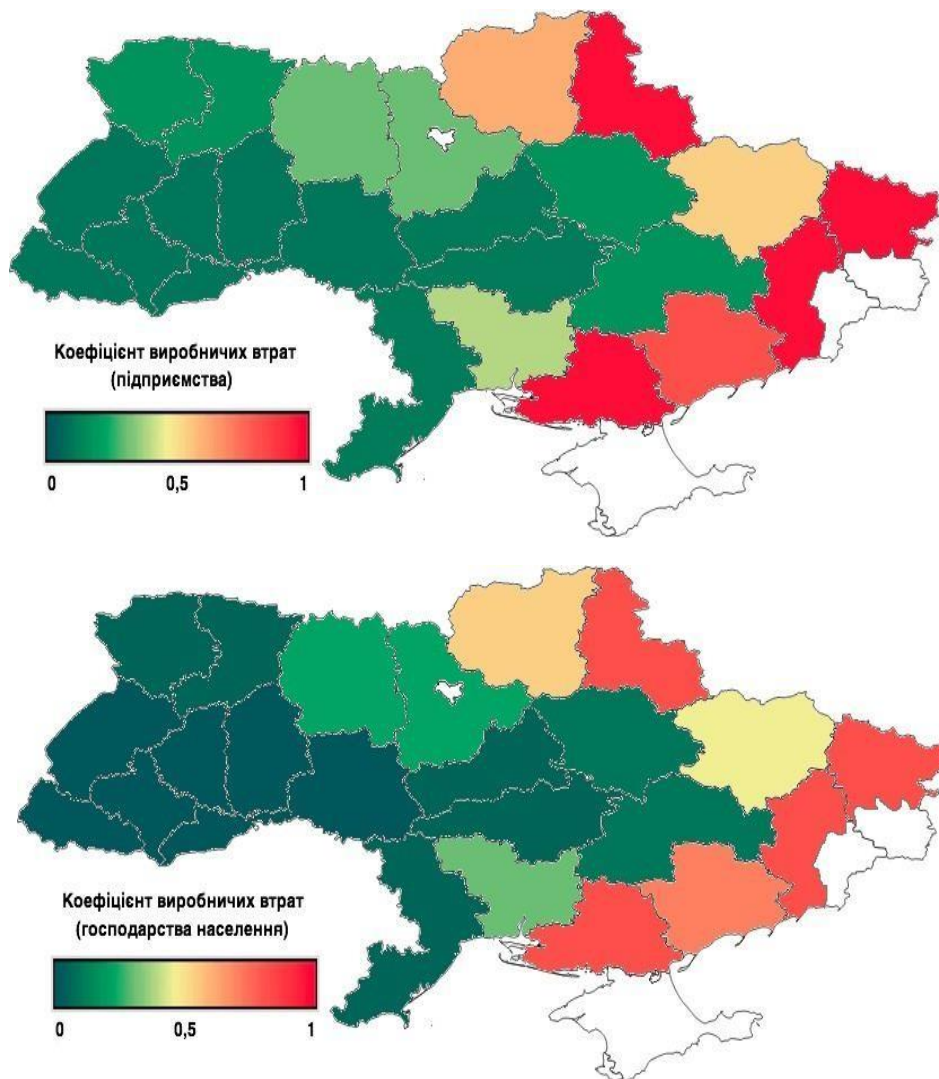 Коефіцієнт виробничих втрат
(підприємства)
0 0,5 1
Коефіцієнт виробничих втрат
(господарства населення)
0 0,5 1